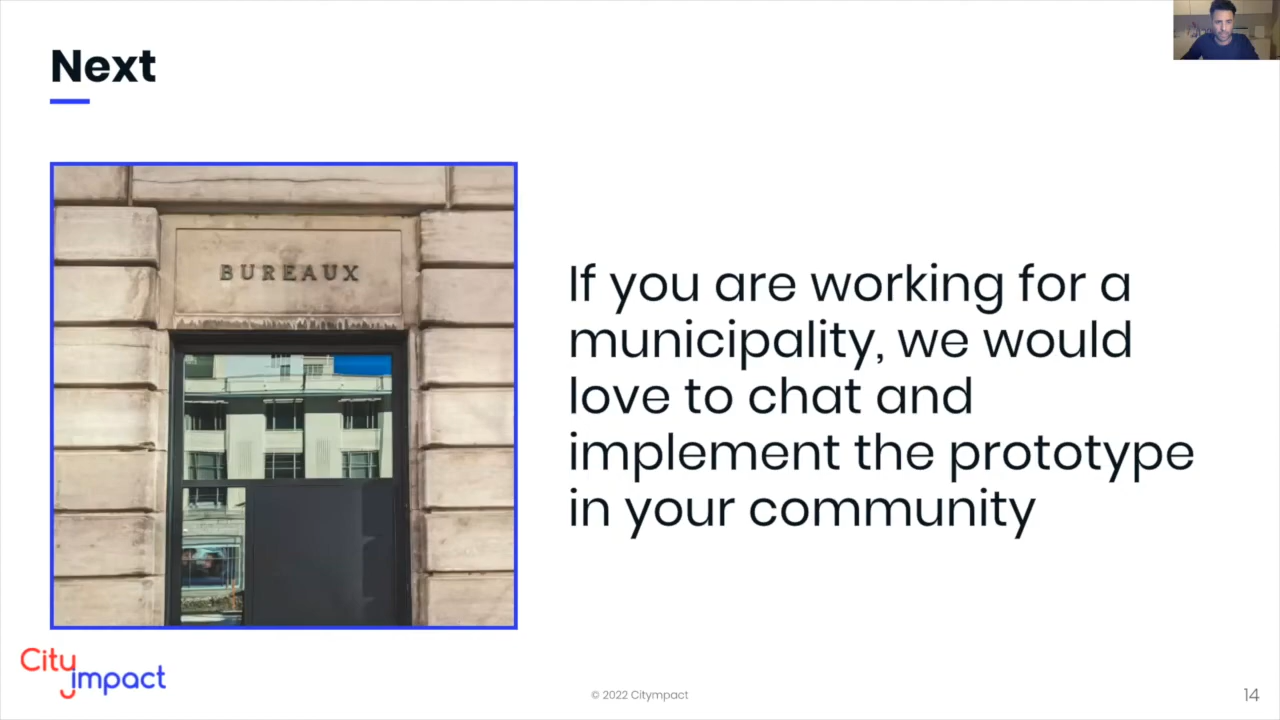 Next
BUREAUX
If you are working for a
municipality, we would
love to chat and
implement the prototype
in your community
City
impact
© 2022 Citympact
14